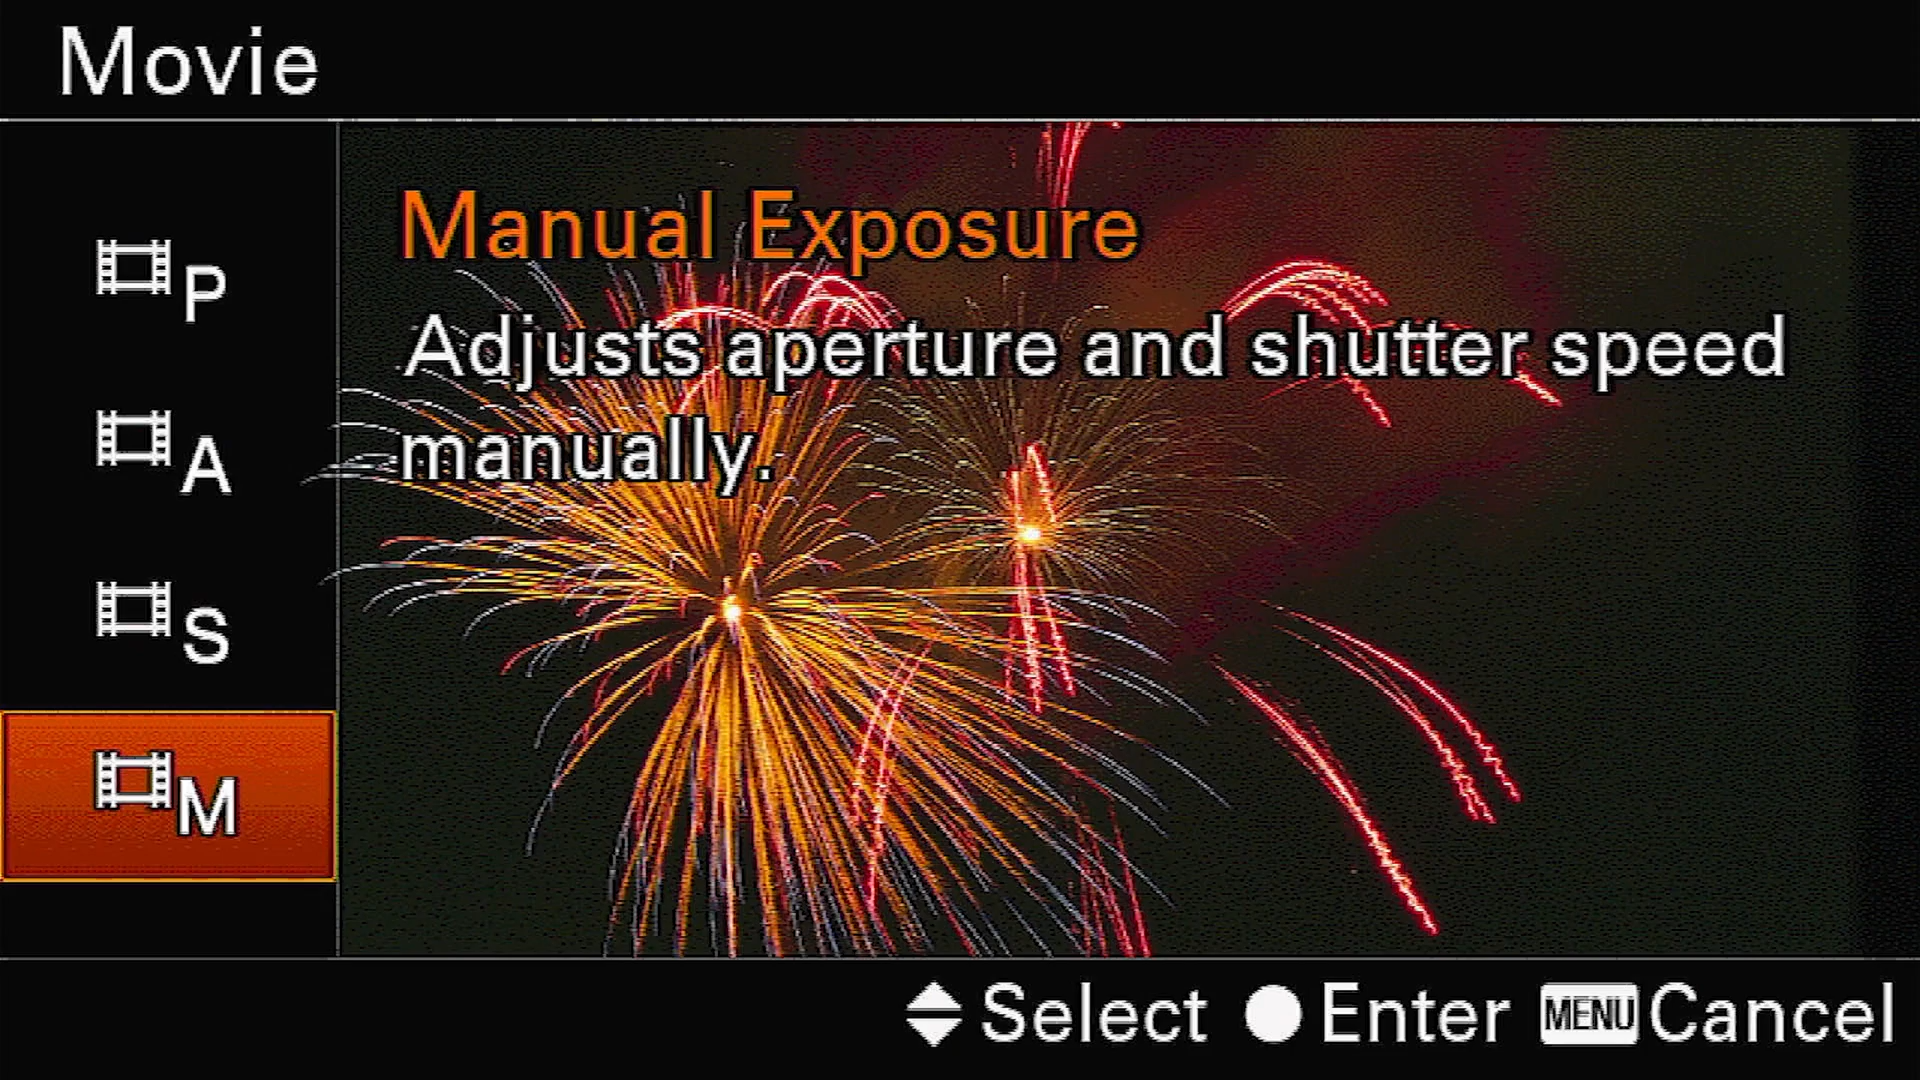 Movie
P
Manual Exposure
Adjusts aperture and shutter speed
manually.
A
S
M
Select Enter MENU Cancel